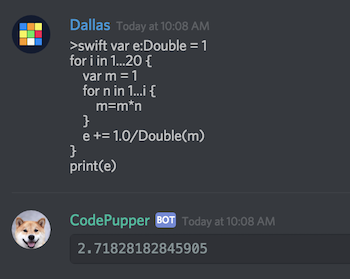 Dallas Today at 10:08 AM
>swift var e:Double = 1
for i in 1...20 {
    var m = 1
    for n in 1...i {
        m=m*n
    }
    e += 1.0/Double(m)
}
print(e)
CodePupper BOT Today at 10:08 AM
2.71828182845905